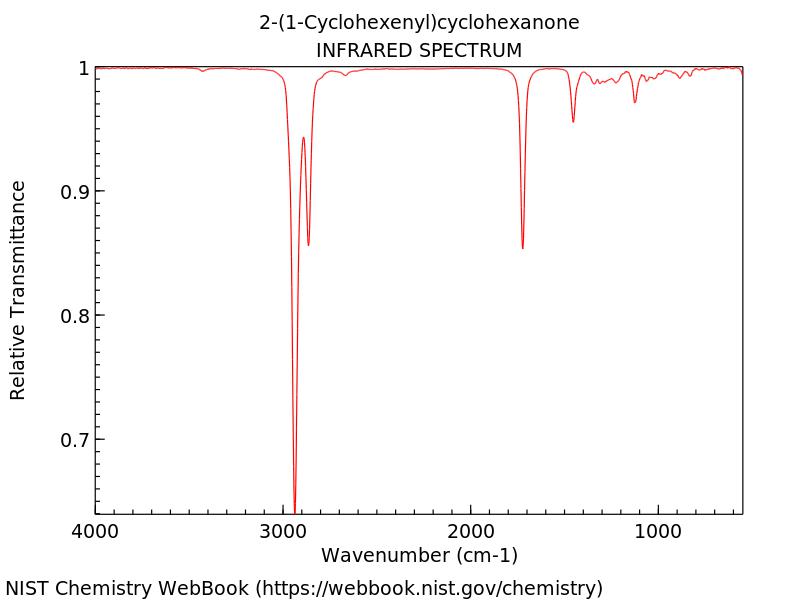 2-(1-Cyclohexenyl)cyclohexanone
INFRARED SPECTRUM
1
0.9
0.8
0.7
Relative Transmittance
4000 3000 2000 1000
Wavenumber (cm-1)
NIST Chemistry WebBook (https://webbook.nist.gov/chemistry)